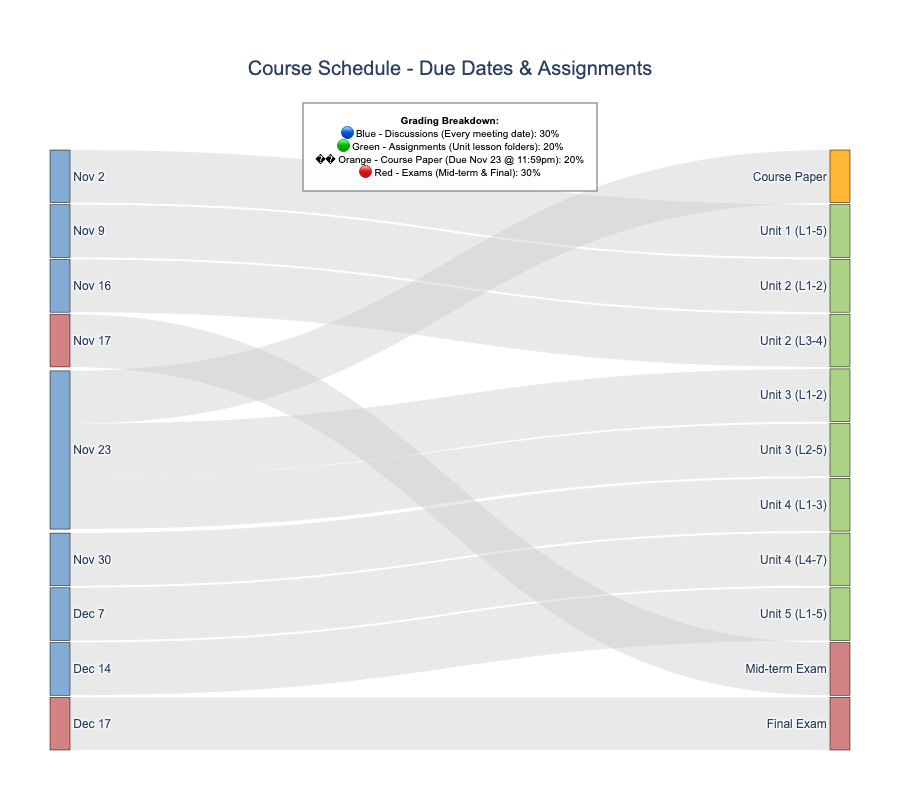 Course Schedule - Due Dates & Assignments
Grading Breakdown:
🔵 Blue - Discussions (Every meeting date): 30%
🟢 Green - Assignments (Unit lesson folders): 20%
�� Orange - Course Paper (Due Nov 23 @ 11:59pm): 20%
🔴 Red - Exams (Mid-term & Final): 30%
Nov 2
Nov 9
Nov 16
Nov 17
Nov 23
Nov 30
Dec 7
Dec 14
Dec 17
Course Paper
Unit 1 (L1-5)
Unit 2 (L1-2)
Unit 2 (L3-4)
Unit 3 (L1-2)
Unit 3 (L2-5)
Unit 4 (L1-3)
Unit 4 (L4-7)
Unit 5 (L1-5)
Mid-term Exam
Final Exam